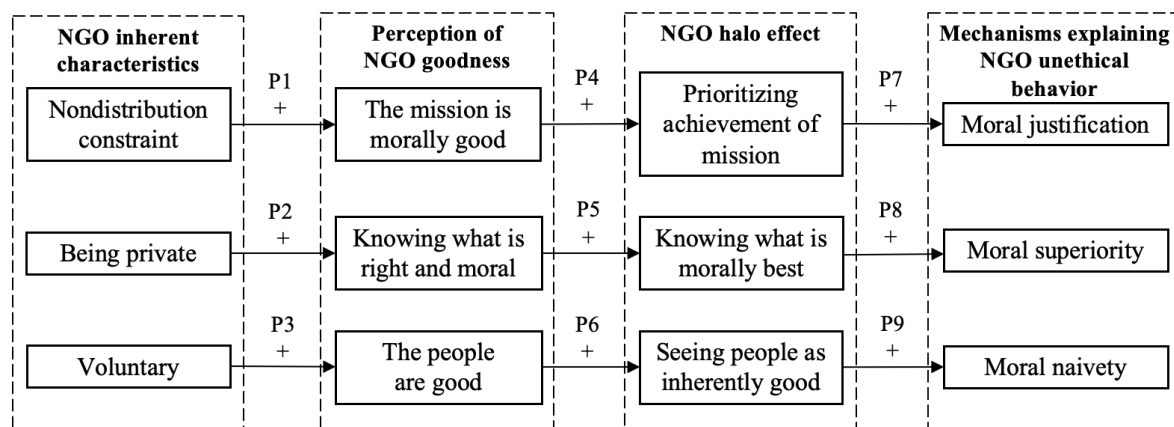 NGO inherent
characteristics
Perception of
NGO goodness
NGO halo effect
Mechanisms explaining
NGO unethical
behavior
P1
+
P4
+
P7
+
Nondistribution
constraint
The mission is
morally good
Prioritizing
achievement of
mission
Moral justification
P2
+
P5
+
P8
+
Being private
Knowing what is
right and moral
Knowing what is
morally best
Moral superiority
P3
+
P6
+
P9
+
Voluntary
The people
are good
Seeing people as
inherently good
Moral naivety